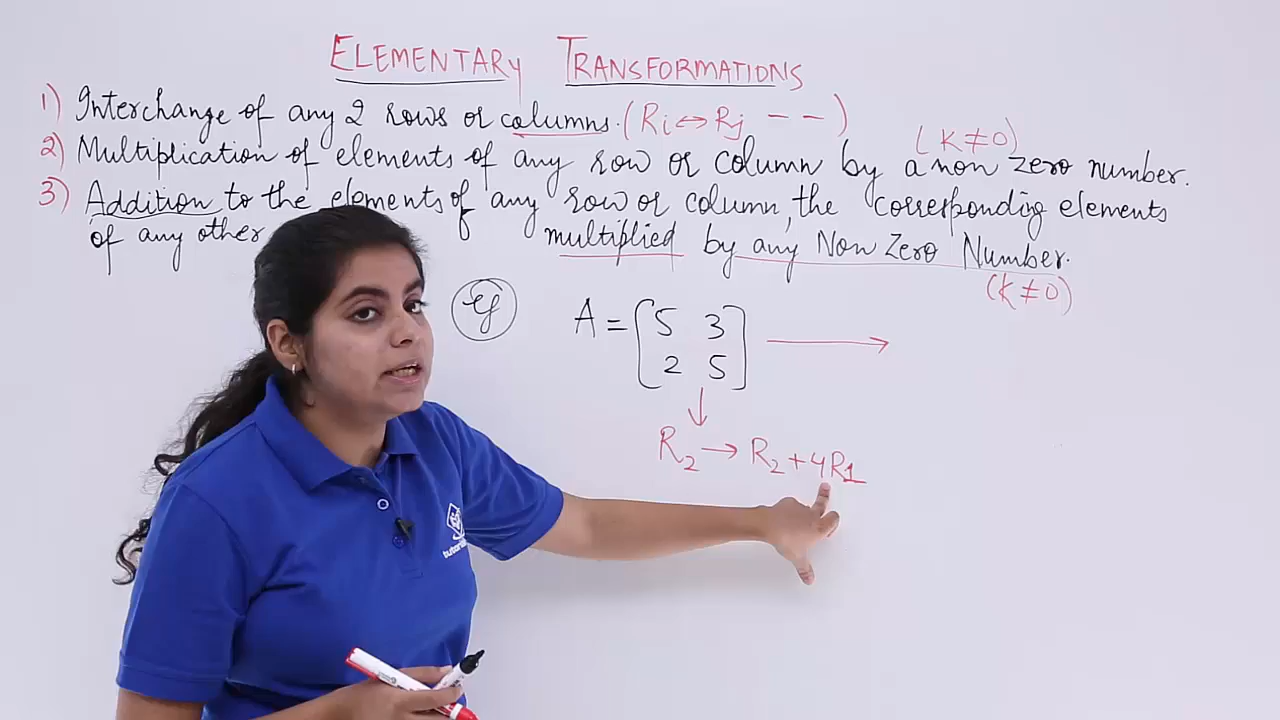 ELEMENTARY TRANSFORMATIONS
1) Interchange of any 2 rows or columns. (Ri ↔ Rj - - )
(K ≠ 0)
2) Multiplication of elements of any row or column by a non zero number.
3) Addition to the elements of any row or column, the corresponding elements
of any other multiplied by any Non Zero Number.
(K ≠ 0)
eg A = [5 3
2 5] →
↓
R2 → R2 + 4R1